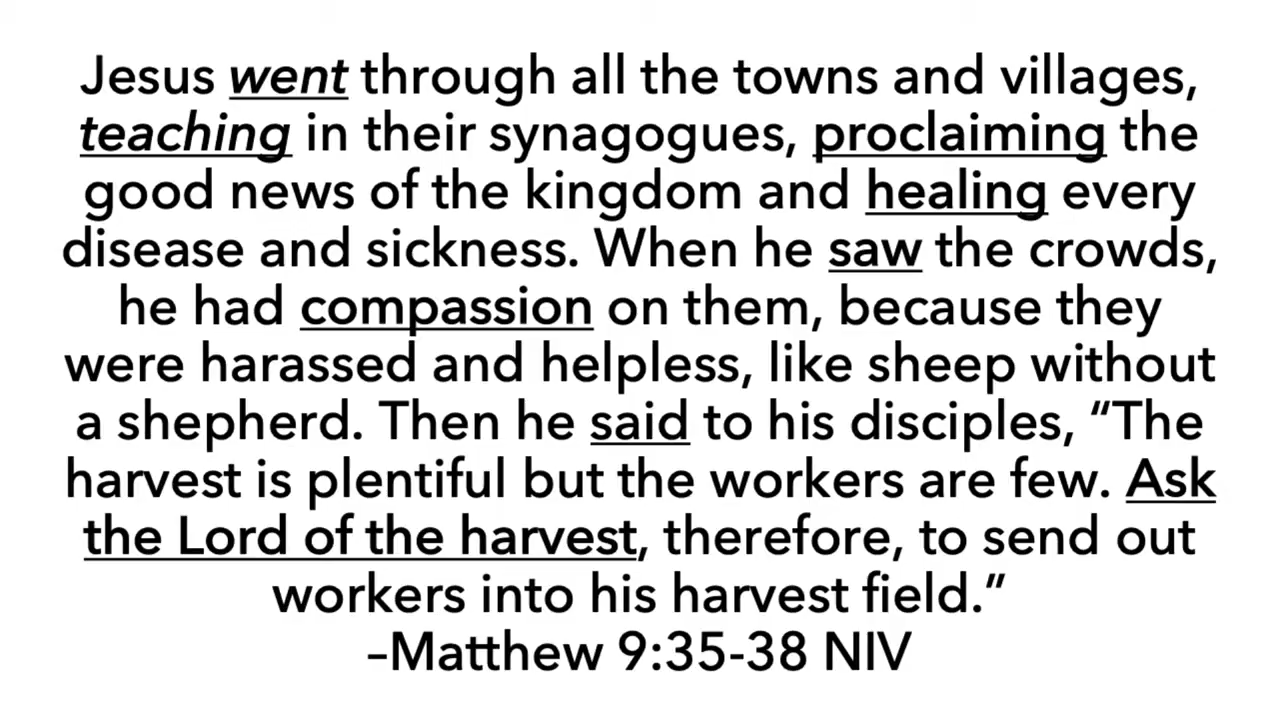 Jesus went through all the towns and villages,
teaching in their synagogues, proclaiming the
good news of the kingdom and healing every
disease and sickness. When he saw the crowds,
he had compassion on them, because they
were harassed and helpless, like sheep without
a shepherd. Then he said to his disciples, “The
harvest is plentiful but the workers are few. Ask
the Lord of the harvest, therefore, to send out
workers into his harvest field.”
–Matthew 9:35-38 NIV